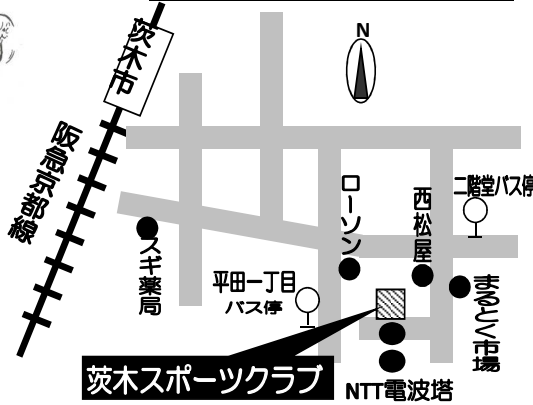 茨木市
N
阪急京都線
ローソン
西松屋
二階堂バス停
スギ薬局
平田一丁目
バス停
まるとく市場
茨木スポーツクラブ
NTT電波塔